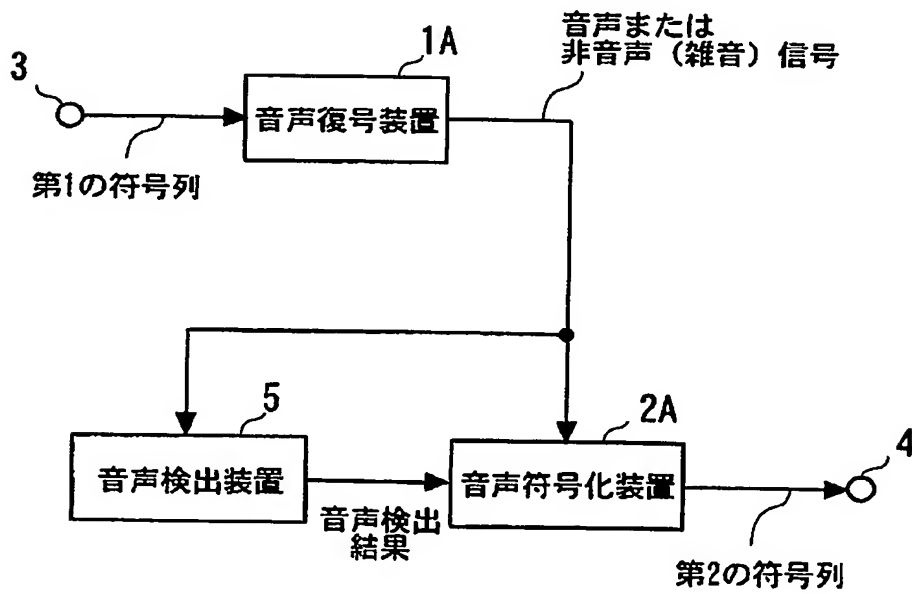 3
1A
音声または
非音声（雑音）信号
音声復号装置
第1の符号列
5
2A
4
音声検出装置
音声符号化装置
音声検出
結果
第2の符号列